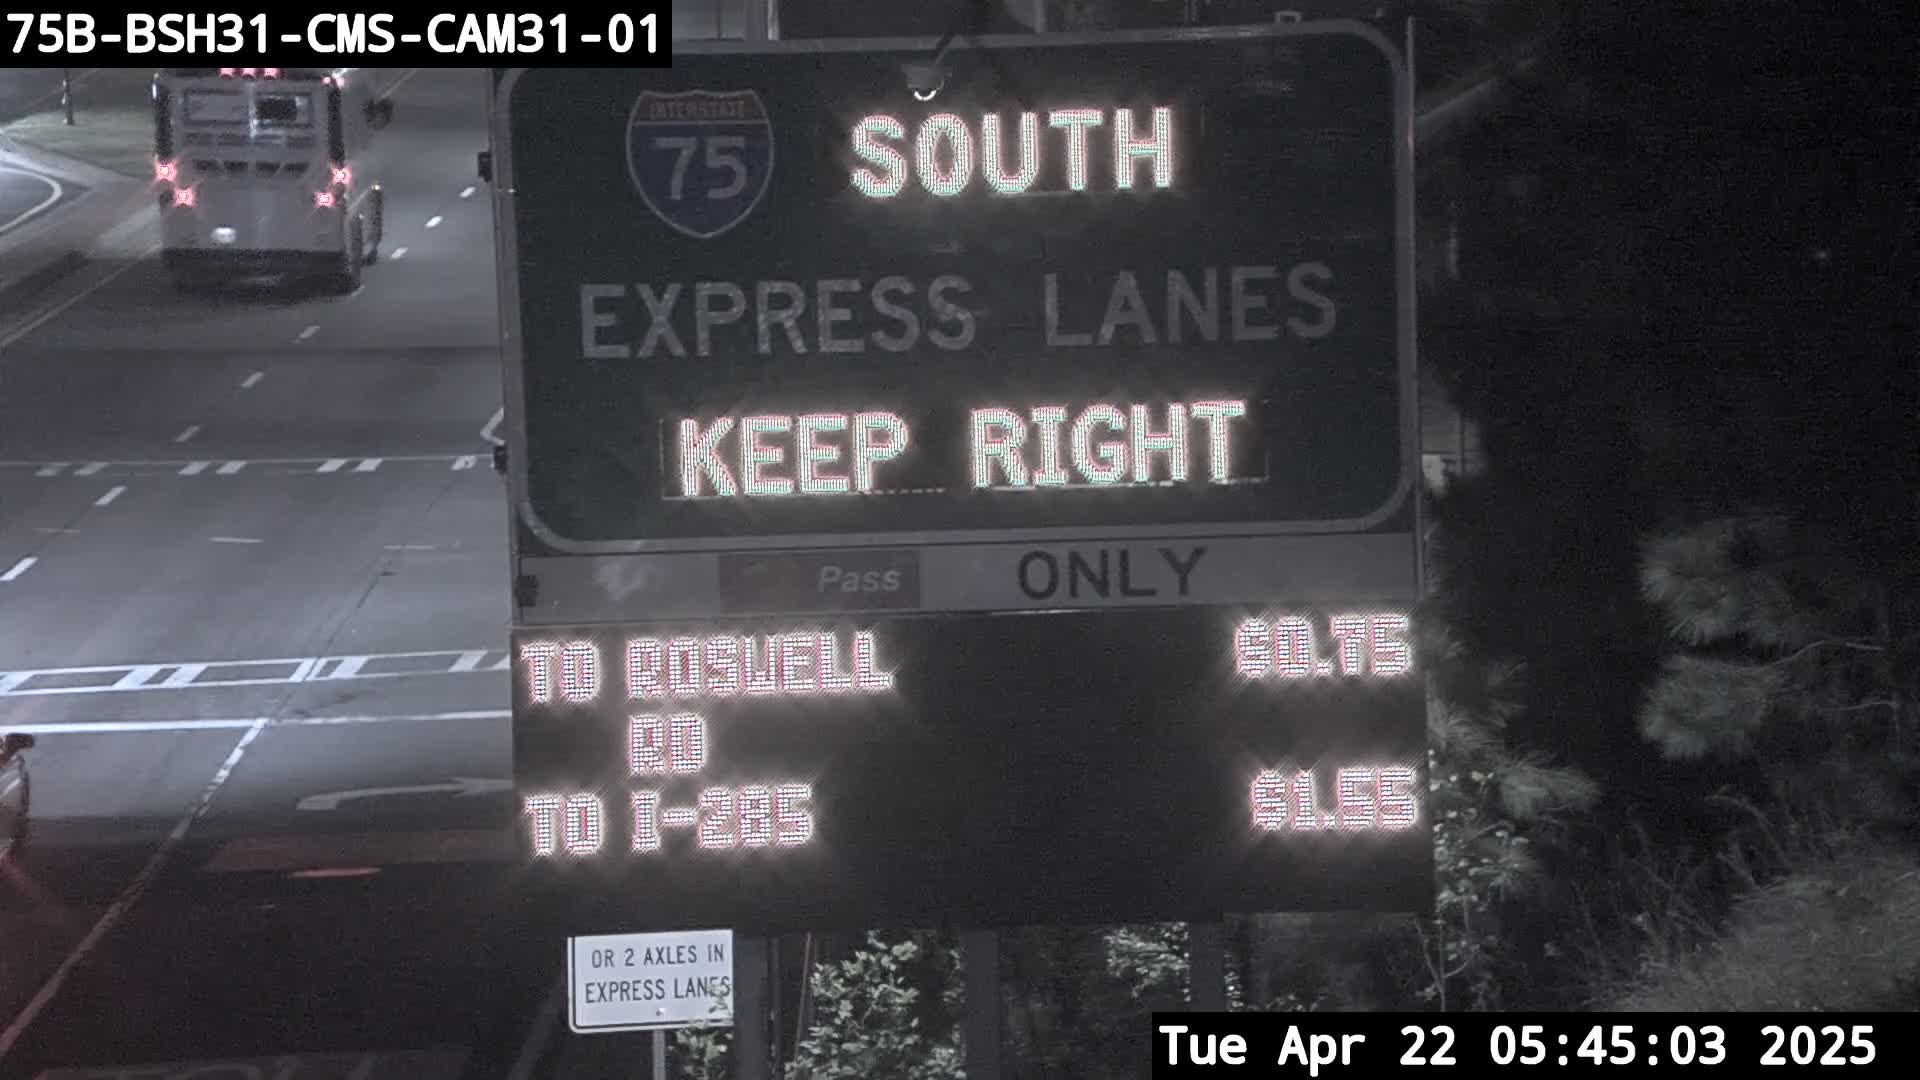 75B-BSH31-CMS-CAM31-01
INTERSTATE
75
SOUTH
EXPRESS LANES
KEEP RIGHT
Pass ONLY
TO ROSWELL $0.75
RD
TO I-285 $1.55
OR 2 AXLES IN
EXPRESS LANES
Tue Apr 22 05:45:03 2025